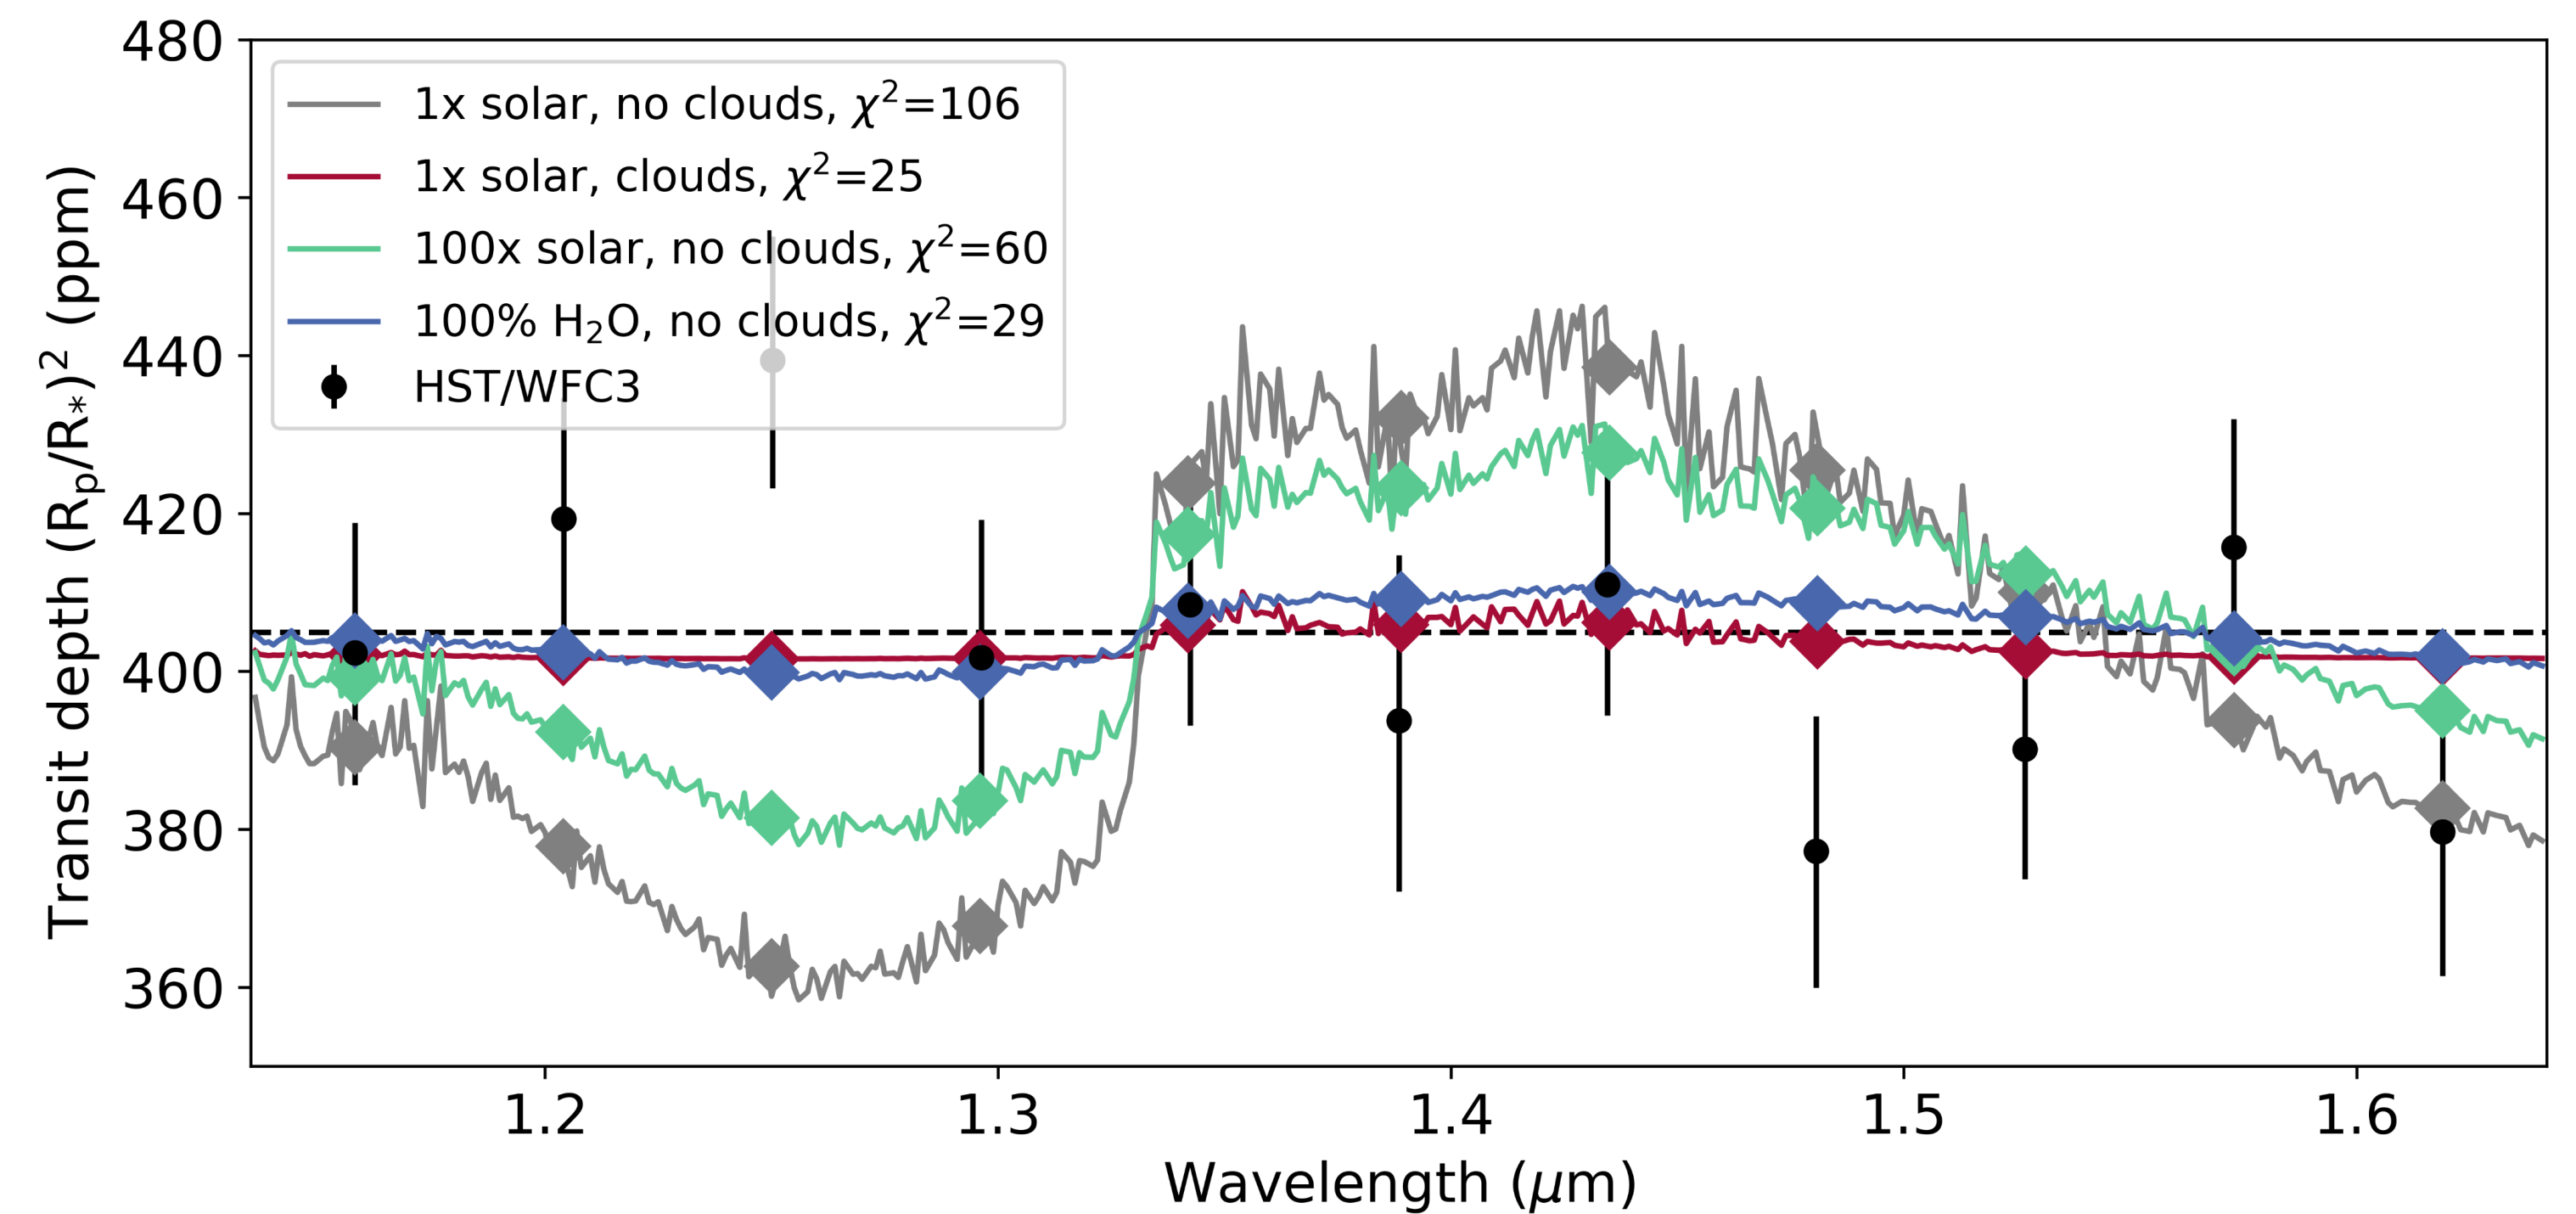 480
460
440
420
400
380
360
Transit depth (Rₚ/R*)² (ppm)
1x solar, no clouds, χ²=106
1x solar, clouds, χ²=25
100x solar, no clouds, χ²=60
100% H₂O, no clouds, χ²=29
HST/WFC3
1.2 1.3 1.4 1.5 1.6
Wavelength (μm)